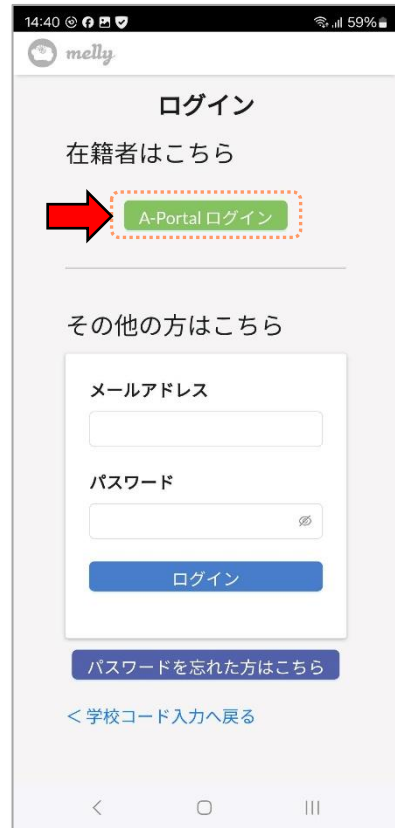 14:40 59%
melly
ログイン
在籍者はこちら
A-Portal ログイン
その他の方はこちら
メールアドレス
パスワード
ログイン
パスワードを忘れた方はこちら
< 学校コード入力へ戻る